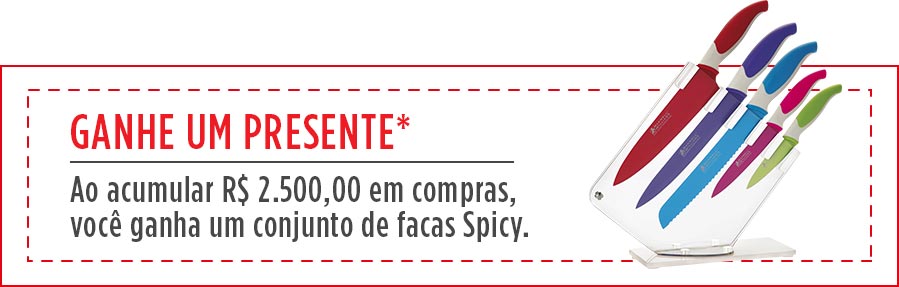 GANHE UM PRESENTE*
Ao acumular R$ 2.500,00 em compras,
você ganha um conjunto de facas Spicy.